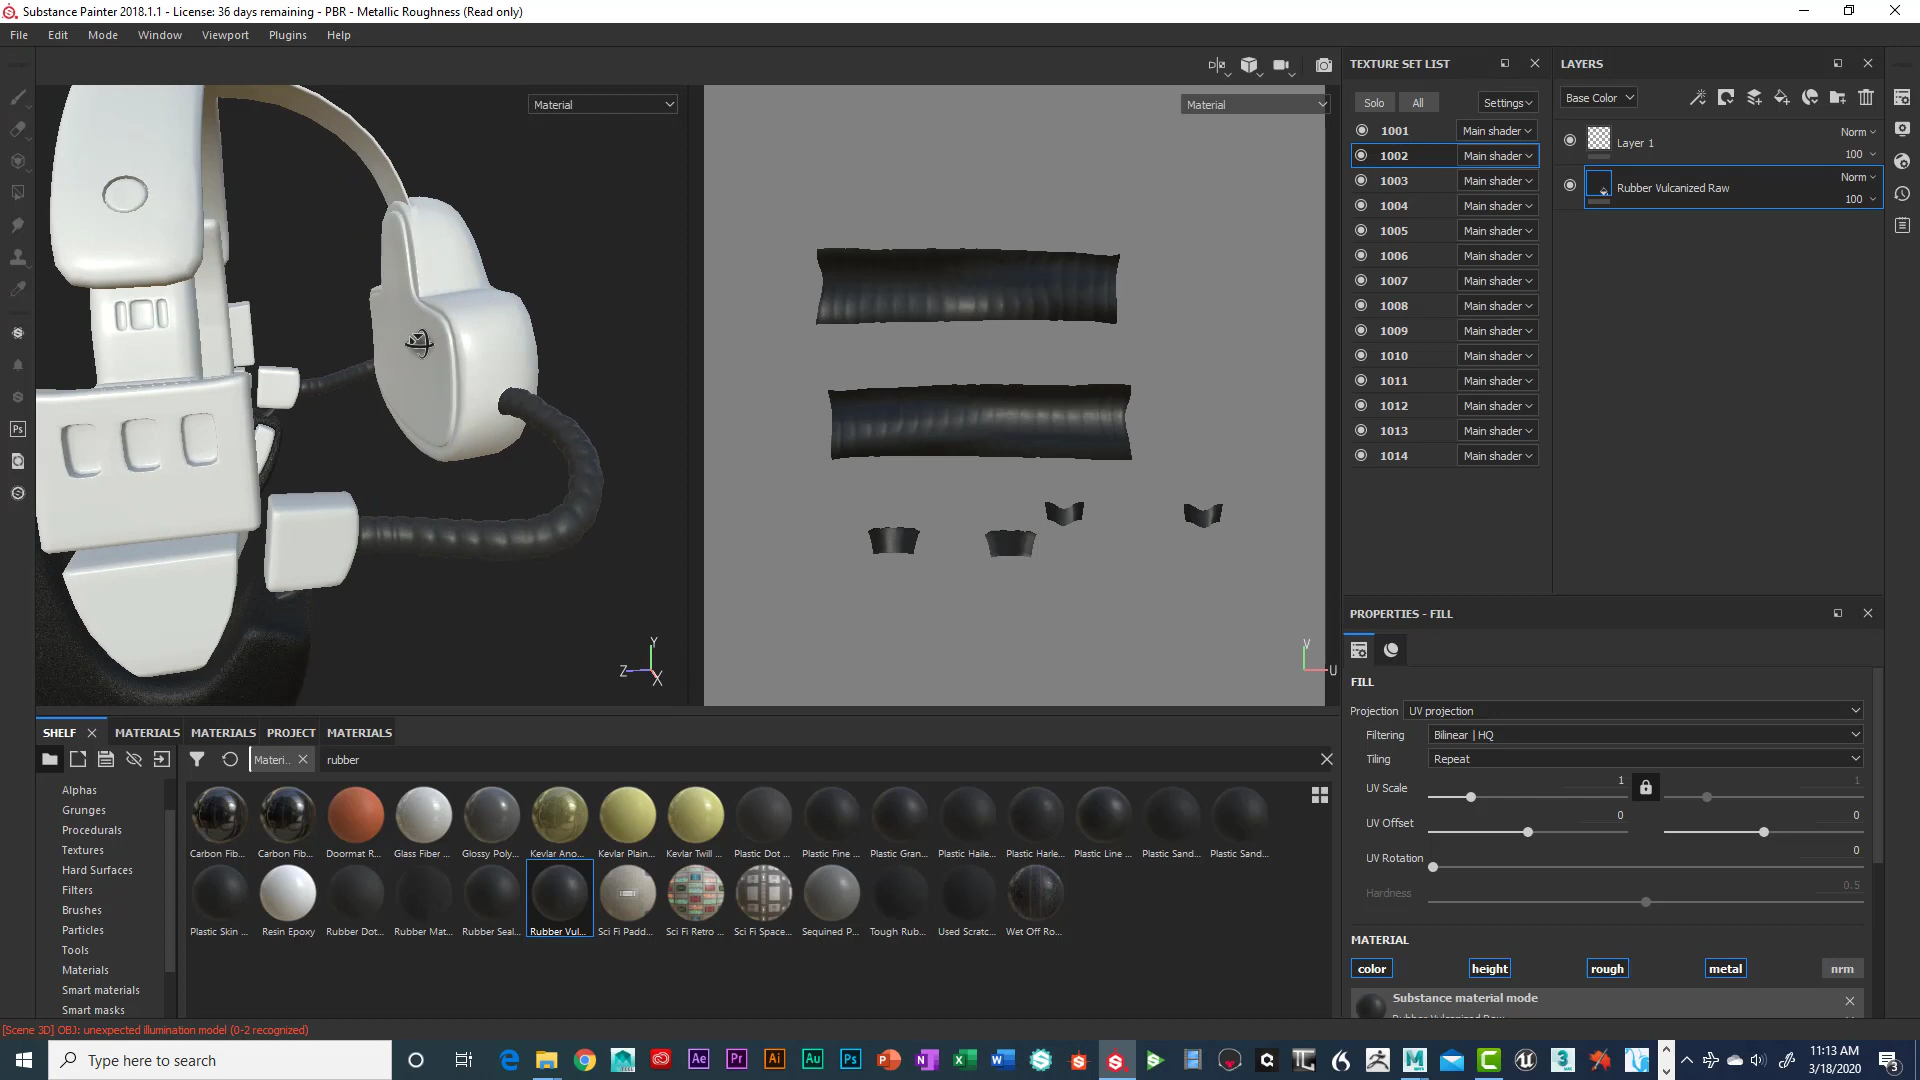 Substance Painter 2018.1.1 - License: 36 days remaining - PBR - Metallic Roughness (Read only)
File Edit Mode Window Viewport Plugins Help
Material
Material
Ps
Y
Z
X
V
U
TEXTURE SET LIST
Solo All Settings
1001 Main shader
1002 Main shader
1003 Main shader
1004 Main shader
1005 Main shader
1006 Main shader
1007 Main shader
1008 Main shader
1009 Main shader
1010 Main shader
1011 Main shader
1012 Main shader
1013 Main shader
1014 Main shader
LAYERS
Base Color
Layer 1 Norm
100
Rubber Vulcanized Raw Norm
100
PROPERTIES - FILL
FILL
Projection UV projection
Filtering Bilinear | HQ
Tiling Repeat
UV Scale 1 1
UV Offset 0 0
UV Rotation 0
Hardness 0.5
MATERIAL
color height rough metal nrm
Substance material mode
Rubber Vulcanized Raw
SHELF MATERIALS MATERIALS PROJECT MATERIALS
Materi.. rubber
Alphas
Grunges
Procedurals
Textures
Hard Surfaces
Filters
Brushes
Particles
Tools
Materials
Smart materials
Smart masks
Carbon Fib... Carbon Fib... Doormat R... Glass Fiber ... Glossy Poly... Kevlar Ano... Kevlar Plain... Kevlar Twill ... Plastic Dot ... Plastic Fine ... Plastic Gran... Plastic Haile... Plastic Harle... Plastic Line ... Plastic Sand... Plastic Sand...
Plastic Skin ... Resin Epoxy Rubber Dot... Rubber Mat... Rubber Seal... Rubber Vul... Sci Fi Padd... Sci Fi Retro ... Sci Fi Space... Sequined P... Tough Rub... Used Scratc... Wet Off Ro...
[Scene 3D] OBJ: unexpected illumination model (0-2 recognized)
Type here to search
Ae Pr Ai Au Ps
11:13 AM
3/18/2020
3